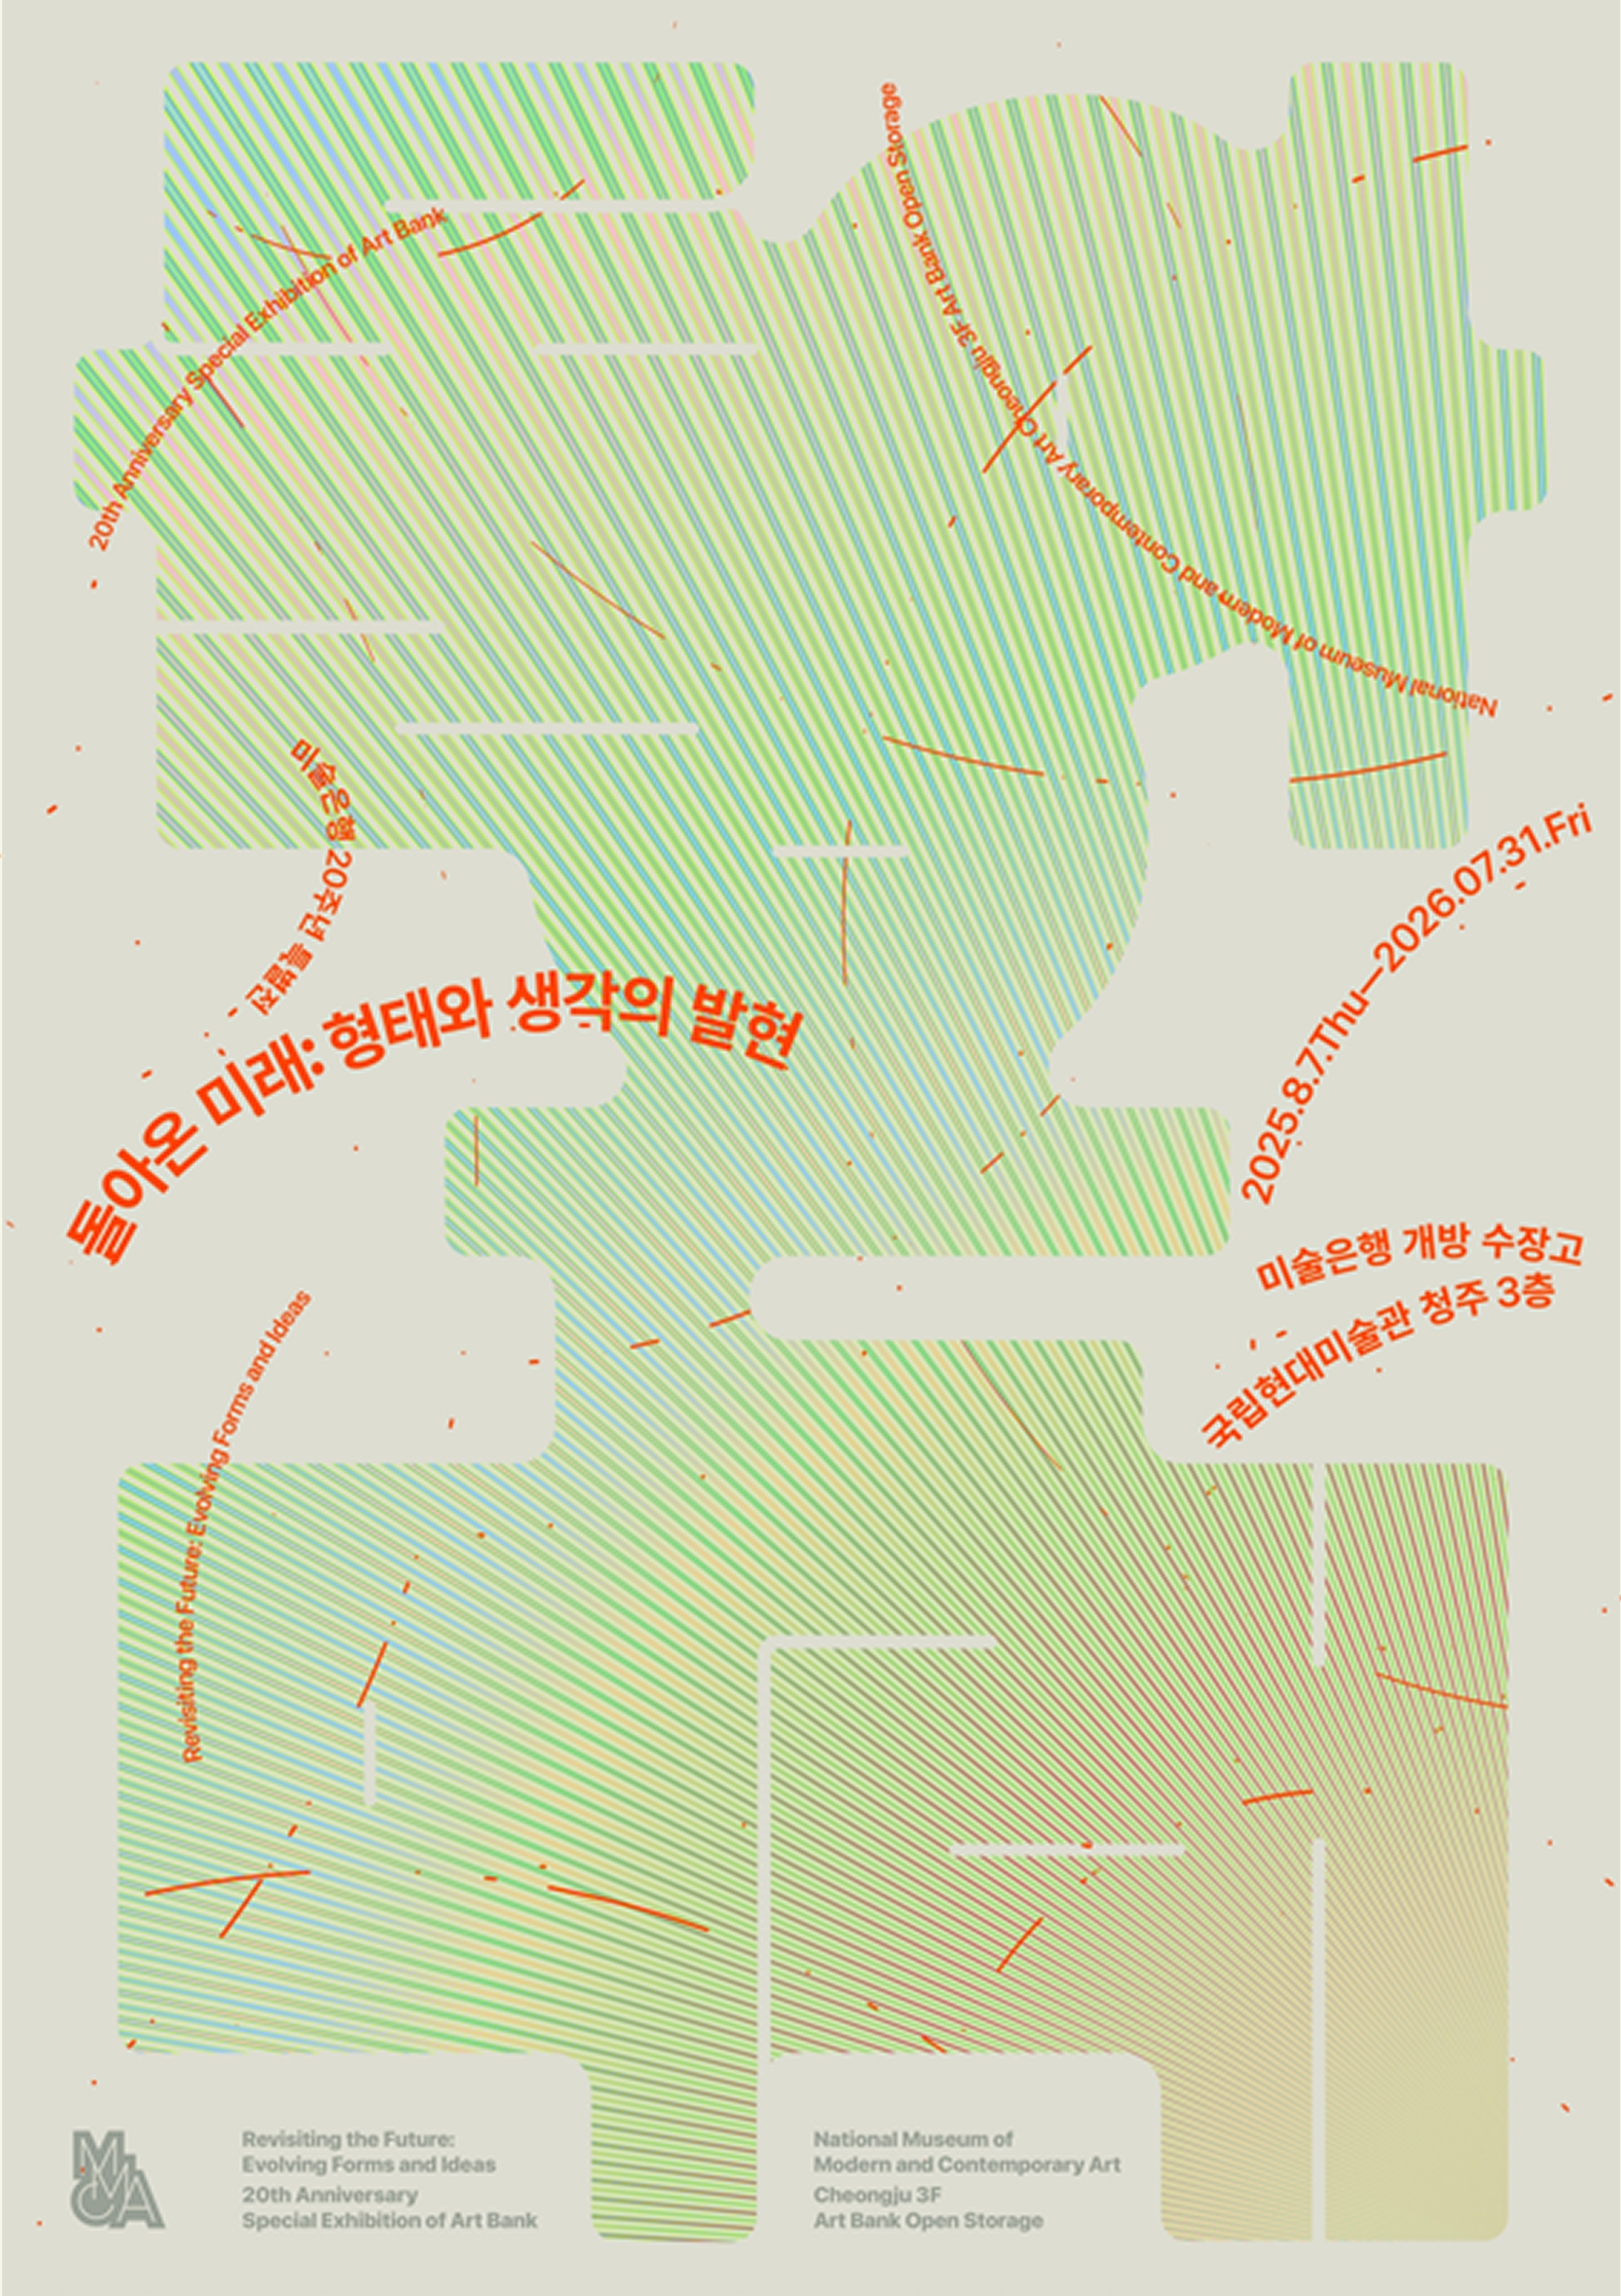 20th Anniversary Special Exhibition of Art Bank
National Museum of Modern and Contemporary Art Cheongju 3F Art Bank Open Storage
미술은행 20주년 특별전
돌아온 미래: 형태와 생각의 발현
2025.8.7.Thu—2026.07.31.Fri
미술은행 개방 수장고
국립현대미술관 청주 3층
Revisiting the Future: Evolving Forms and Ideas
MMCA
Revisiting the Future:
Evolving Forms and Ideas
20th Anniversary
Special Exhibition of Art Bank
National Museum of
Modern and Contemporary Art
Cheongju 3F
Art Bank Open Storage